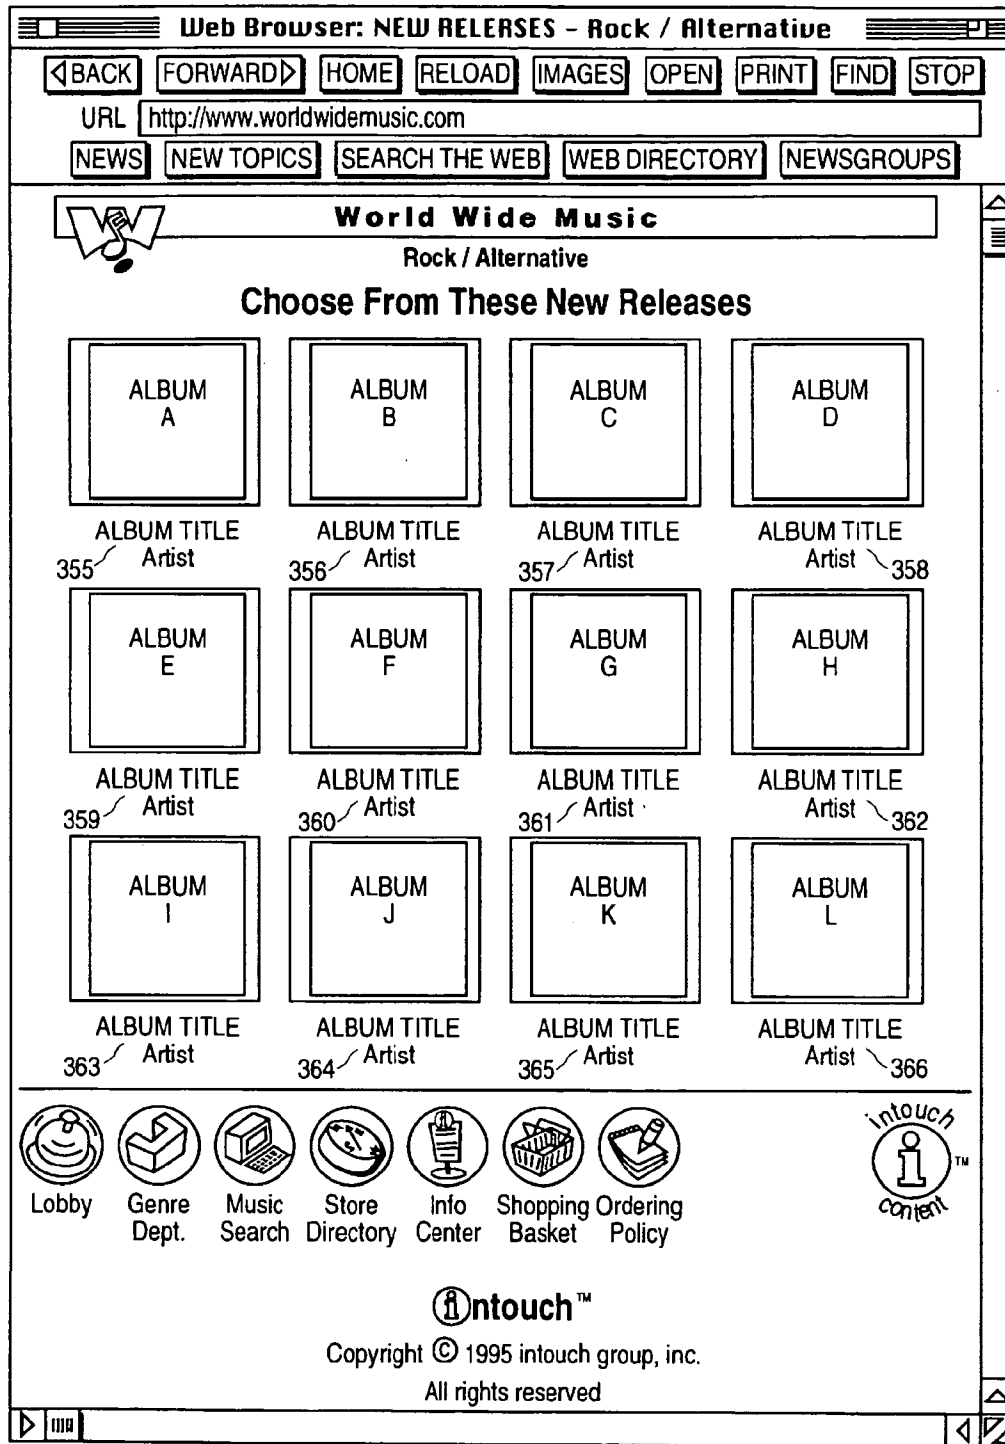 Web Browser: NEW RELERSES - Rock / Alternative
BACK FORWARD HOME RELOAD IMAGES OPEN PRINT FIND STOP
URL http://www.worldwidemusic.com
NEWS NEW TOPICS SEARCH THE WEB WEB DIRECTORY NEWSGROUPS
World Wide Music
Rock / Alternative
Choose From These New Releases
ALBUM ALBUM ALBUM ALBUM
A B C D
ALBUM TITLE ALBUM TITLE ALBUM TITLE ALBUM TITLE
355 Artist 356 Artist 357 Artist Artist 358
ALBUM ALBUM ALBUM ALBUM
E F G H
ALBUM TITLE ALBUM TITLE ALBUM TITLE ALBUM TITLE
359 Artist 360 Artist 361 Artist Artist 362
ALBUM ALBUM ALBUM ALBUM
I J K L
ALBUM TITLE ALBUM TITLE ALBUM TITLE ALBUM TITLE
363 Artist 364 Artist 365 Artist Artist 366
intouch
i TM
content
Lobby Genre Music Store Info Shopping Ordering
Dept. Search Directory Center Basket Policy
intouch™
Copyright © 1995 intouch group, inc.
All rights reserved